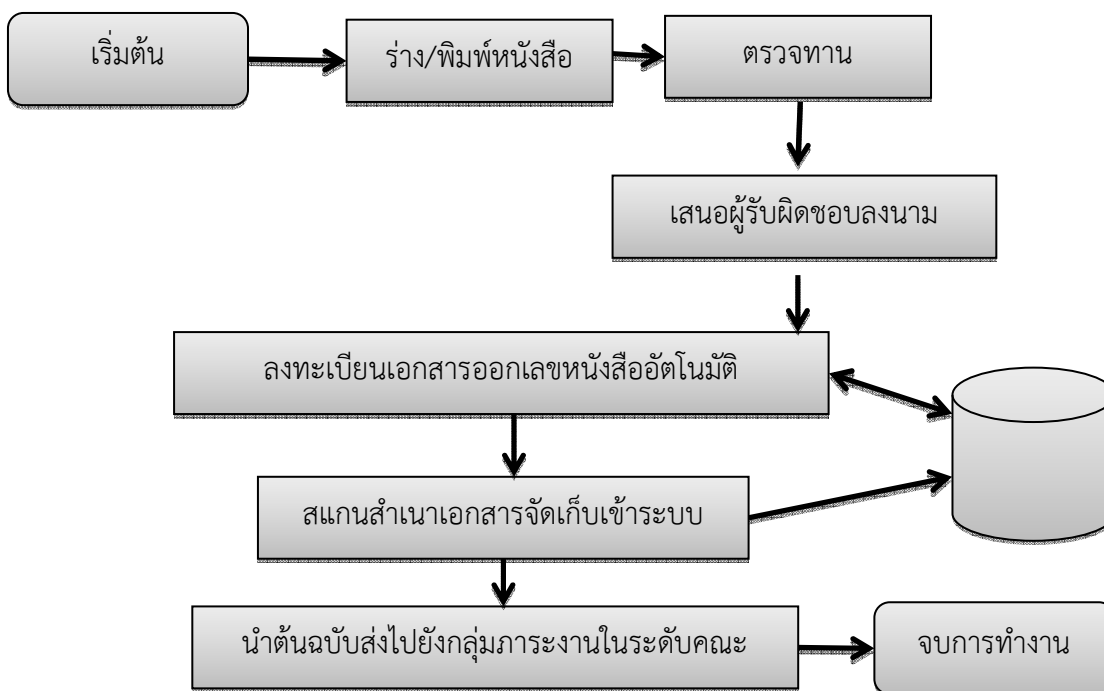 เริ่มต้น
ร่าง/พิมพ์หนังสือ
ตรวจทาน
เสนอผู้รับผิดชอบลงนาม
ลงทะเบียนเอกสารออกเลขหนังสืออัตโนมัติ
สแกนสำเนาเอกสารจัดเก็บเข้าระบบ
นำต้นฉบับส่งไปยังกลุ่มภาระงานในระดับคณะ
จบการทำงาน